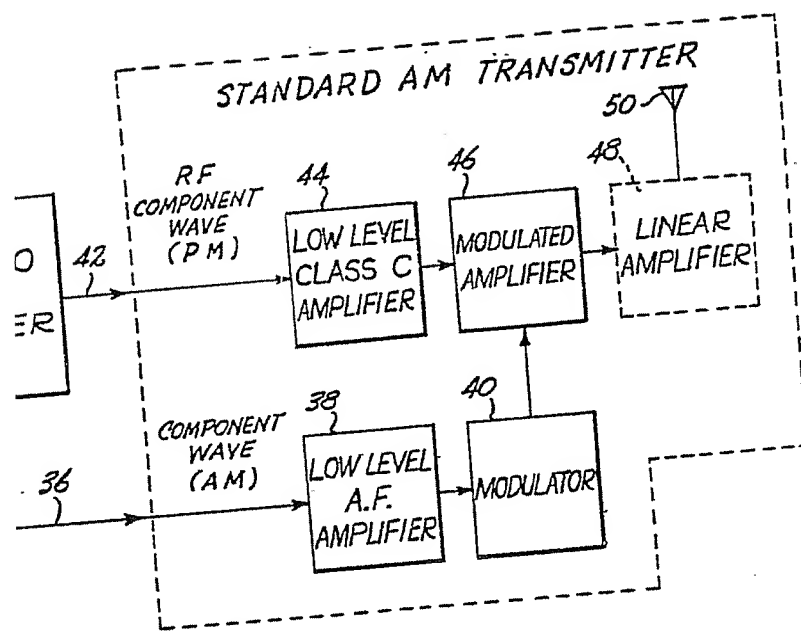 STANDARD AM TRANSMITTER
50
48
LINEAR
AMPLIFIER
46
MODULATED
AMPLIFIER
44
LOW LEVEL
CLASS C
AMPLIFIER
RF
COMPONENT
WAVE
(PM)
42
O
ER
COMPONENT
WAVE
(AM)
36
38
LOW LEVEL
A.F.
AMPLIFIER
40
MODULATOR